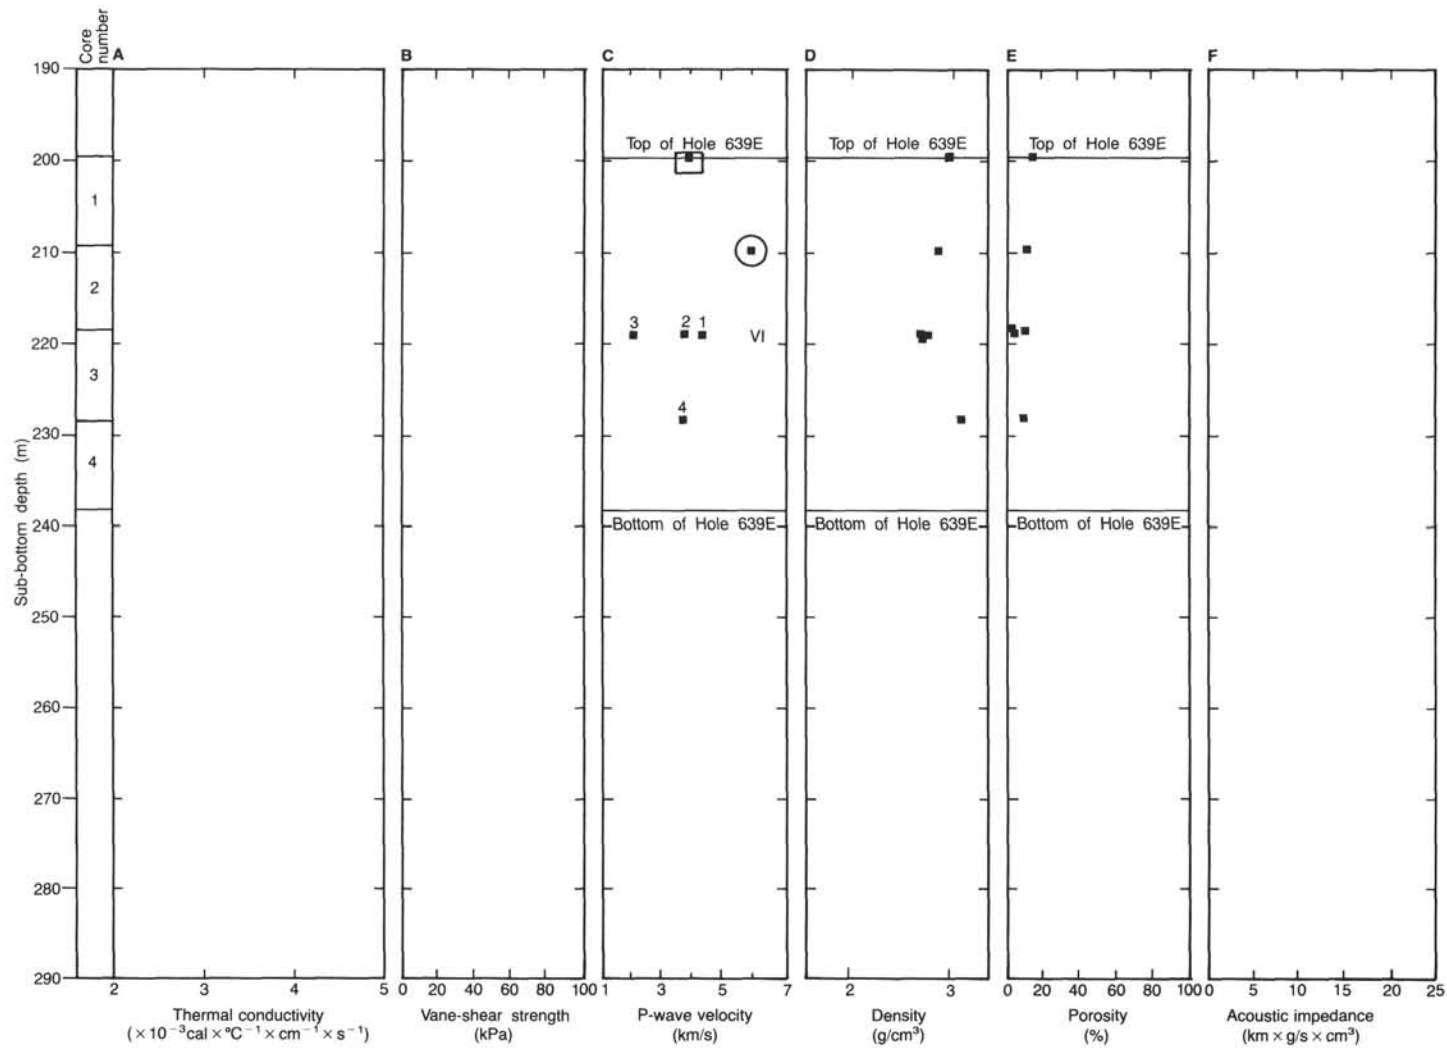 Core number
A
B
C
D
E
F
190
200
210
220
230
240
250
260
270
280
290
Sub-bottom depth (m)
1
2
3
4
Top of Hole 639E
Top of Hole 639E
Top of Hole 639E
3
2
1
VI
4
Bottom of Hole 639E
Bottom of Hole 639E
Bottom of Hole 639E
2 3 4 5
Thermal conductivity
(×10⁻³cal×°C⁻¹×cm⁻¹×s⁻¹)
0 20 40 60 80 100
Vane-shear strength
(kPa)
1 3 5 7
P-wave velocity
(km/s)
2 3
Density
(g/cm³)
0 20 40 60 80 100
Porosity
(%)
0 5 10 15 20 25
Acoustic impedance
(km×g/s×cm³)